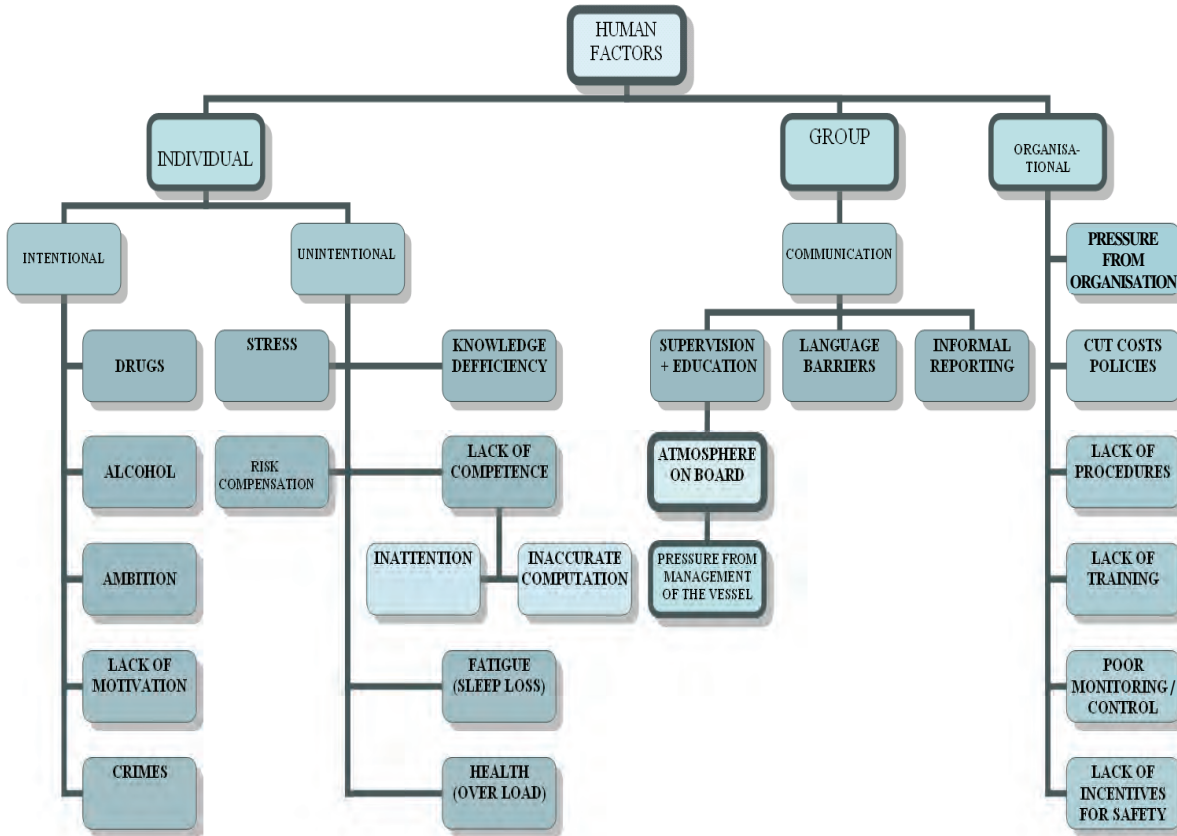 HUMAN
FACTORS
INDIVIDUAL
GROUP
ORGANISA-
TIONAL
INTENTIONAL
UNINTENTIONAL
COMMUNICATION
PRESSURE
FROM
ORGANISATION
DRUGS
STRESS
KNOWLEDGE
DEFFICIENCY
SUPERVISION
+ EDUCATION
LANGUAGE
BARRIERS
INFORMAL
REPORTING
CUT COSTS
POLICIES
ALCOHOL
RISK
COMPENSATION
LACK OF
COMPETENCE
ATMOSPHERE
ON BOARD
LACK OF
PROCEDURES
AMBITION
INATTENTION
INACCURATE
COMPUTATION
PRESSURE FROM
MANAGEMENT
OF THE VESSEL
LACK OF
TRAINING
LACK OF
MOTIVATION
FATIGUE
(SLEEP LOSS)
POOR
MONITORING /
CONTROL
CRIMES
HEALTH
(OVER LOAD)
LACK OF
INCENTIVES
FOR SAFETY